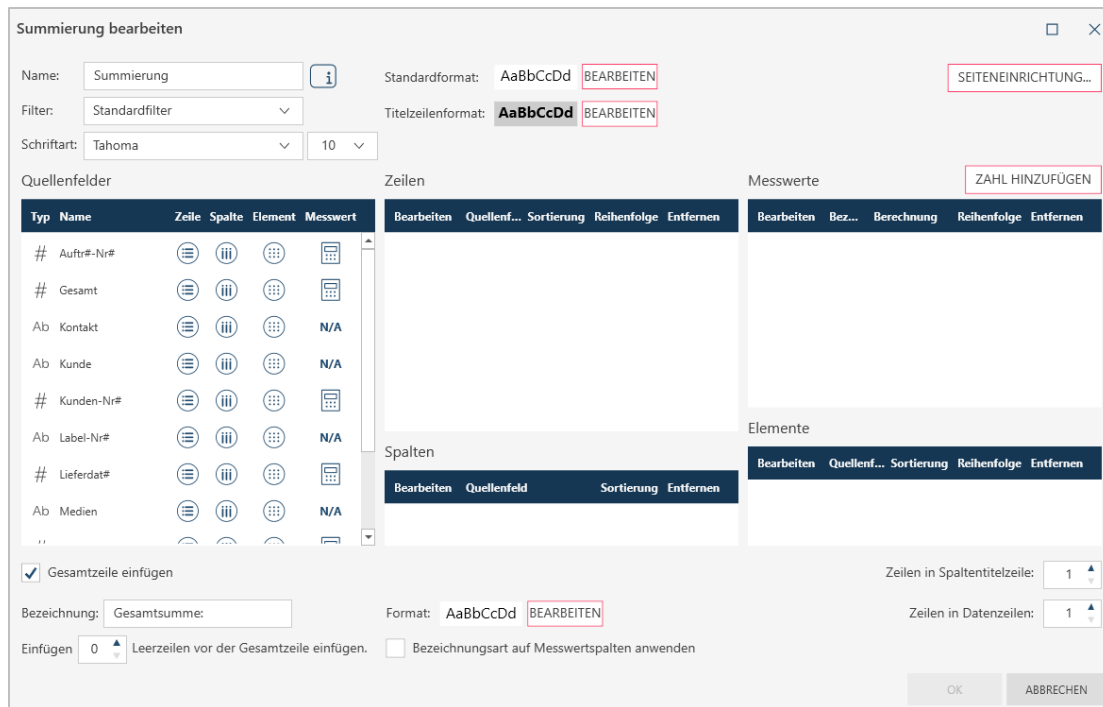 Summierung bearbeiten
Name: Summierung i Standardformat: AaBbCcDd BEARBEITEN SEITENEINRICHTUNG...
Filter: Standardfilter Titelzeilenformat: AaBbCcDd BEARBEITEN
Schriftart: Tahoma 10
Quellenfelder
Typ Name Zeile Spalte Element Messwert
# Auftr#-Nr#
# Gesamt
Ab Kontakt N/A
Ab Kunde N/A
# Kunden-Nr#
Ab Label-Nr# N/A
# Lieferdat#
Ab Medien N/A
Zeilen
Bearbeiten Quellenf... Sortierung Reihenfolge Entfernen
Spalten
Bearbeiten Quellenfeld Sortierung Entfernen
Messwerte ZAHL HINZUFÜGEN
Bearbeiten Bez... Berechnung Reihenfolge Entfernen
Elemente
Bearbeiten Quellenf... Sortierung Reihenfolge Entfernen
Gesamtzeile einfügen Zeilen in Spaltentitelzeile: 1
Bezeichnung: Gesamtsumme: Format: AaBbCcDd BEARBEITEN Zeilen in Datenzeilen: 1
Einfügen 0 Leerzeilen vor der Gesamtzeile einfügen. Bezeichnungsart auf Messwertspalten anwenden
OK ABBRECHEN